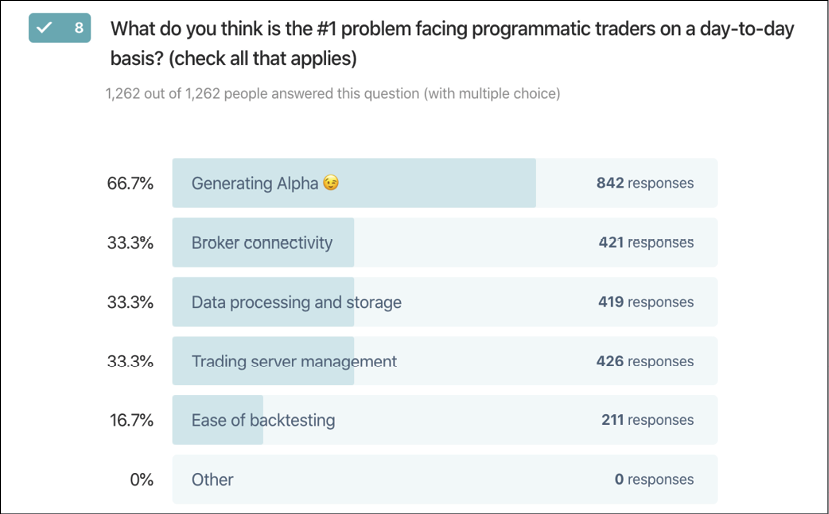 8
What do you think is the #1 problem facing programmatic traders on a day-to-day
basis? (check all that applies)
1,262 out of 1,262 people answered this question (with multiple choice)
66.7% Generating Alpha 😉 842 responses
33.3% Broker connectivity 421 responses
33.3% Data processing and storage 419 responses
33.3% Trading server management 426 responses
16.7% Ease of backtesting 211 responses
0% Other 0 responses